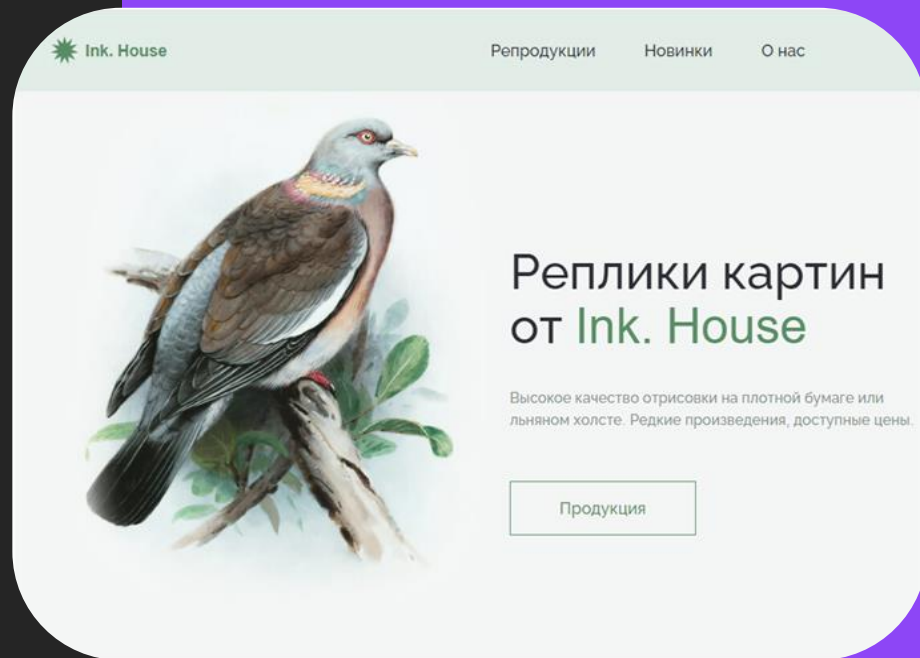 Ink. House
Репродукции
Новинки
О нас
Реплики картин
от Ink. House
Высокое качество отрисовки на плотной бумаге или
льняном холсте. Редкие произведения, доступные цены.
Продукция